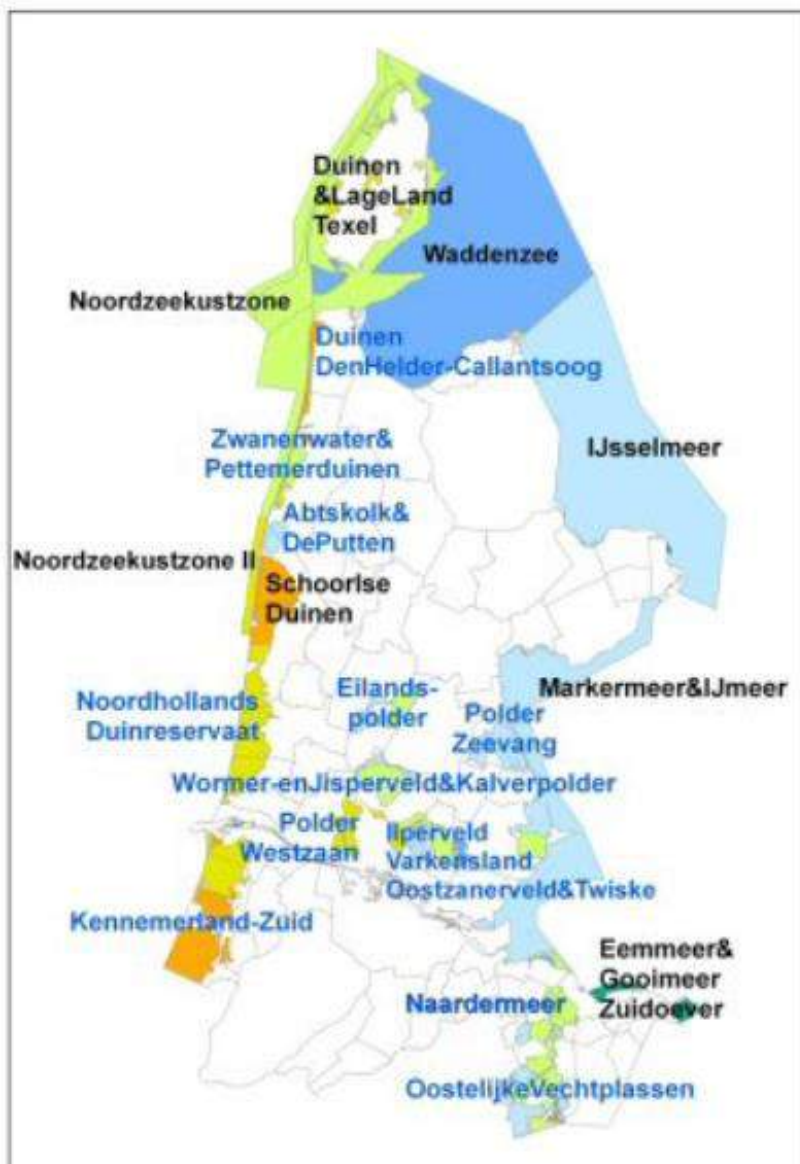 Duinen
&LageLand
Texel
Waddenzee
Noordzeekustzone
Duinen
DenHelder-Callantsoog
Zwanenwater&
Pettemerduinen
IJsselmeer
Abtskolk&
DePutten
Noordzeekustzone II
Schoorlse
Duinen
Noordhollands
Duinreservaat
Eilands-
polder
Markermeer&IJmeer
Polder
Zeevang
Wormer-enJisperveld&Kalverpolder
Polder
Westzaan
Ilperveld
Varkensland
Oostzanerveld&Twiske
Kennemerland-Zuid
Eemmeer&
Gooimeer
Zuidoever
Naardermeer
OostelijkeVechtplassen